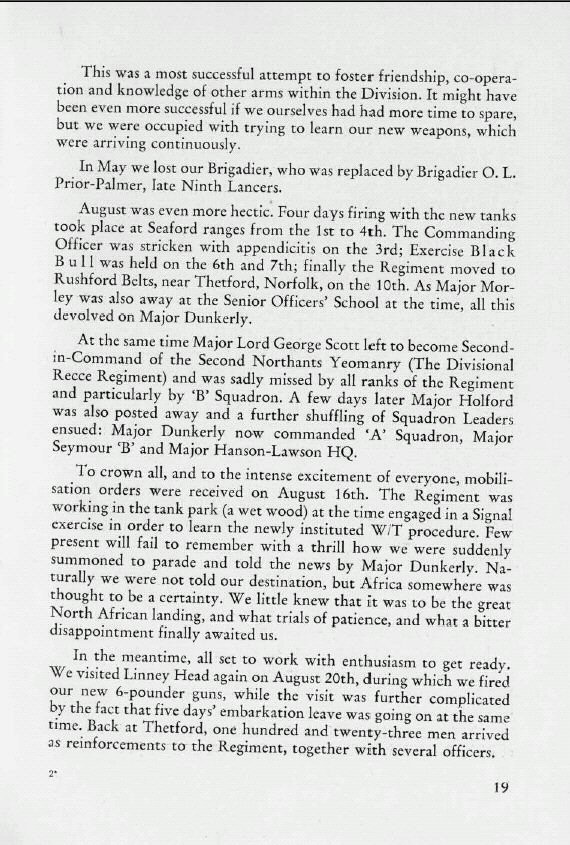 This was a most successful attempt to foster friendship, co-opera-
tion and knowledge of other arms within the Division. It might have
been even more successful if we ourselves had had more time to spare,
but we were occupied with trying to learn our new weapons, which
were arriving continuously.
In May we lost our Brigadier, who was replaced by Brigadier O. L.
Prior-Palmer, late Ninth Lancers.
August was even more hectic. Four days firing with the new tanks
took place at Seaford ranges from the 1st to 4th. The Commanding
Officer was stricken with appendicitis on the 3rd; Exercise Black
Bull was held on the 6th and 7th; finally the Regiment moved to
Rushford Belts, near Thetford, Norfolk, on the 10th. As Major Mor-
ley was also away at the Senior Officers' School at the time, all this
devolved on Major Dunkerly.
At the same time Major Lord George Scott left to become Second-
in-Command of the Second Northants Yeomanry (The Divisional
Recce Regiment) and was sadly missed by all ranks of the Regiment
and particularly by 'B' Squadron. A few days later Major Holford
was also posted away and a further shuffling of Squadron Leaders
ensued: Major Dunkerly now commanded 'A' Squadron, Major
Seymour 'B' and Major Hanson-Lawson HQ.
To crown all, and to the intense excitement of everyone, mobili-
sation orders were received on August 16th. The Regiment was
working in the tank park (a wet wood) at the time engaged in a Signal
exercise in order to learn the newly instituted W/T procedure. Few
present will fail to remember with a thrill how we were suddenly
summoned to parade and told the news by Major Dunkerly. Na-
turally we were not told our destination, but Africa somewhere was
thought to be a certainty. We little knew that it was to be the great
North African landing, and what trials of patience, and what a bitter
disappointment finally awaited us.
In the meantime, all set to work with enthusiasm to get ready.
We visited Linney Head again on August 20th, during which we fired
our new 6-pounder guns, while the visit was further complicated
by the fact that five days' embarkation leave was going on at the same
time. Back at Thetford, one hundred and twenty-three men arrived
as reinforcements to the Regiment, together with several officers.
2*
19